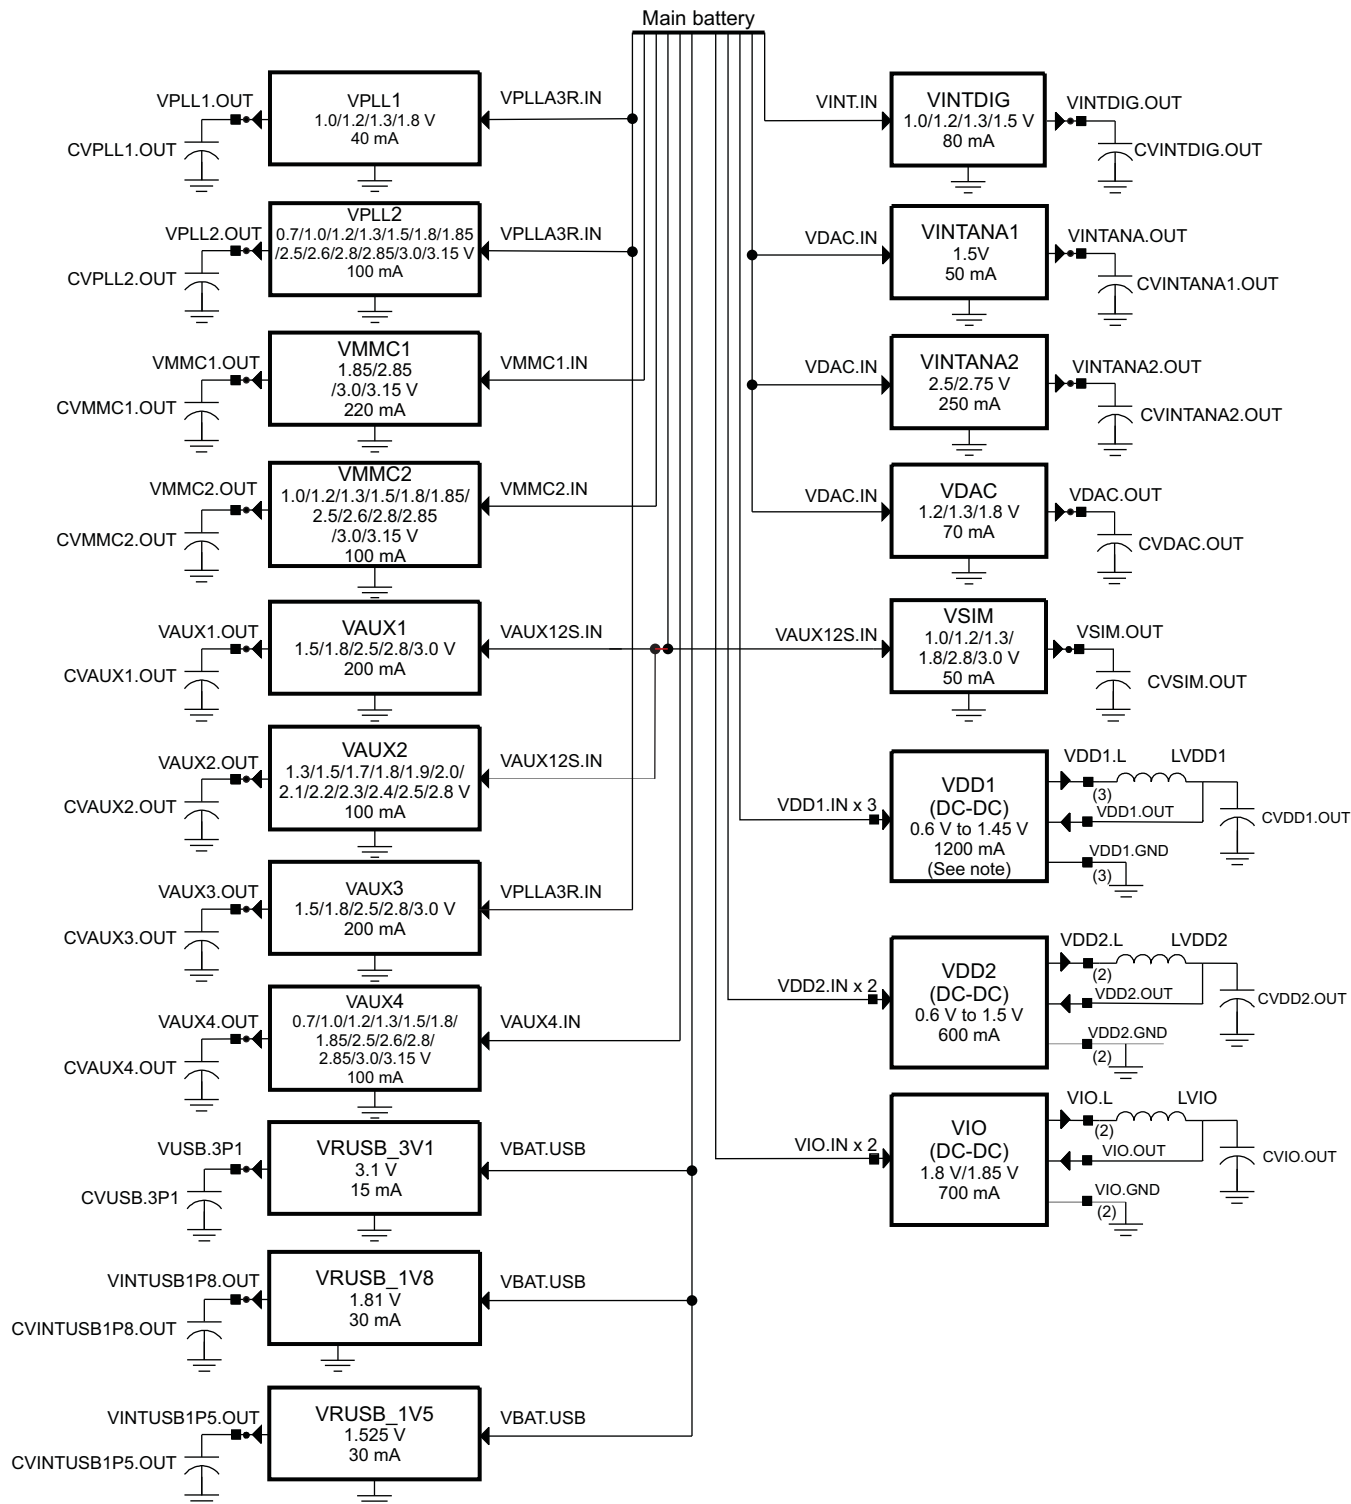 Main battery
VPLL1.OUT
CVPLL1.OUT
VPLL1
1.0/1.2/1.3/1.8 V
40 mA
VPLLA3R.IN
VPLL2.OUT
CVPLL2.OUT
VPLL2
0.7/1.0/1.2/1.3/1.5/1.8/1.85
/2.5/2.6/2.8/2.85/3.0/3.15 V
100 mA
VPLLA3R.IN
VMMC1.OUT
CVMMC1.OUT
VMMC1
1.85/2.85
/3.0/3.15 V
220 mA
VMMC1.IN
VMMC2.OUT
CVMMC2.OUT
VMMC2
1.0/1.2/1.3/1.5/1.8/1.85/
2.5/2.6/2.8/2.85
/3.0/3.15 V
100 mA
VMMC2.IN
VAUX1.OUT
CVAUX1.OUT
VAUX1
1.5/1.8/2.5/2.8/3.0 V
200 mA
VAUX12S.IN
VAUX2.OUT
CVAUX2.OUT
VAUX2
1.3/1.5/1.7/1.8/1.9/2.0/
2.1/2.2/2.3/2.4/2.5/2.8 V
100 mA
VAUX12S.IN
VAUX3.OUT
CVAUX3.OUT
VAUX3
1.5/1.8/2.5/2.8/3.0 V
200 mA
VPLLA3R.IN
VAUX4.OUT
CVAUX4.OUT
VAUX4
0.7/1.0/1.2/1.3/1.5/1.8/
1.85/2.5/2.6/2.8/
2.85/3.0/3.15 V
100 mA
VAUX4.IN
VUSB.3P1
CVUSB.3P1
VRUSB_3V1
3.1 V
15 mA
VBAT.USB
VINTUSB1P8.OUT
CVINTUSB1P8.OUT
VRUSB_1V8
1.81 V
30 mA
VBAT.USB
VINTUSB1P5.OUT
CVINTUSB1P5.OUT
VRUSB_1V5
1.525 V
30 mA
VBAT.USB
VINT.IN
VINTDIG
1.0/1.2/1.3/1.5 V
80 mA
VINTDIG.OUT
CVINTDIG.OUT
VDAC.IN
VINTANA1
1.5V
50 mA
VINTANA.OUT
CVINTANA1.OUT
VDAC.IN
VINTANA2
2.5/2.75 V
250 mA
VINTANA2.OUT
CVINTANA2.OUT
VDAC.IN
VDAC
1.2/1.3/1.8 V
70 mA
VDAC.OUT
CVDAC.OUT
VAUX12S.IN
VSIM
1.0/1.2/1.3/
1.8/2.8/3.0 V
50 mA
VSIM.OUT
CVSIM.OUT
VDD1.IN x 3
VDD1
(DC-DC)
0.6 V to 1.45 V
1200 mA
(See note)
VDD1.L
LVDD1
(3)
VDD1.OUT
CVDD1.OUT
VDD1.GND
(3)
VDD2.IN x 2
VDD2
(DC-DC)
0.6 V to 1.5 V
600 mA
VDD2.L
LVDD2
(2)
VDD2.OUT
CVDD2.OUT
VDD2.GND
(2)
VIO.IN x 2
VIO
(DC-DC)
1.8 V/1.85 V
700 mA
VIO.L
LVIO
(2)
VIO.OUT
CVIO.OUT
VIO.GND
(2)